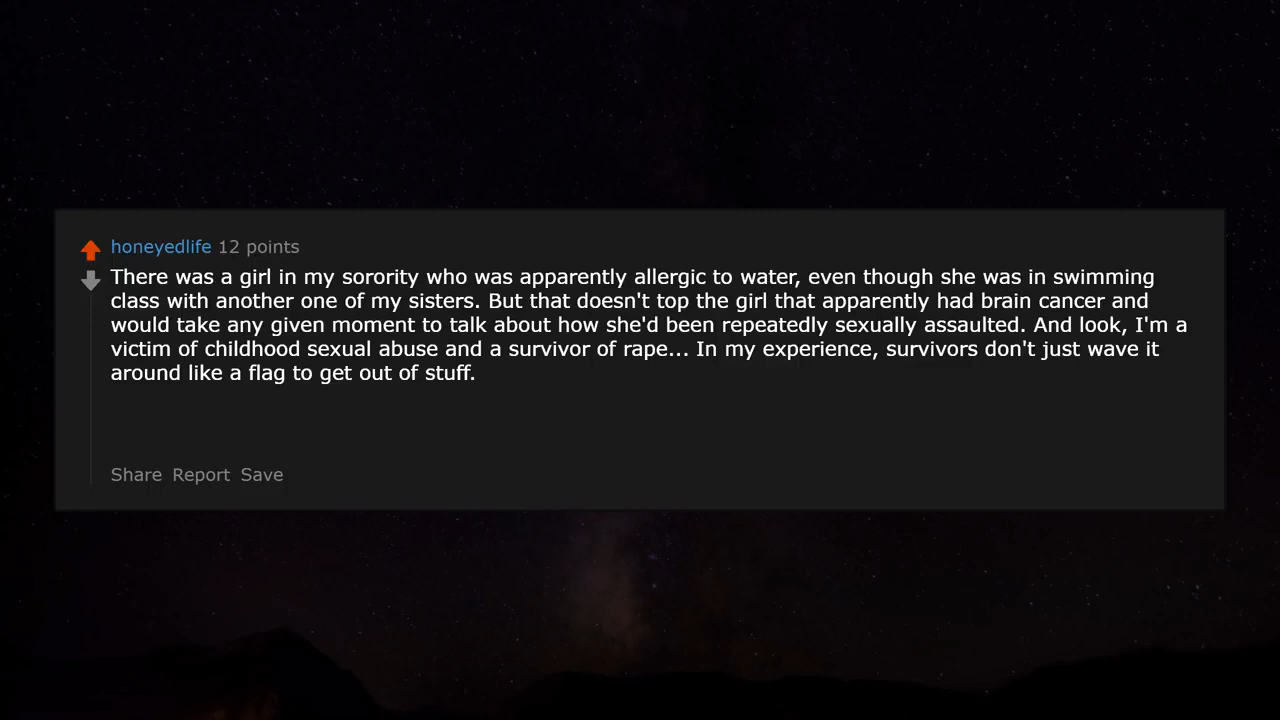 honeyedlife 12 points
There was a girl in my sorority who was apparently allergic to water, even though she was in swimming
class with another one of my sisters. But that doesn't top the girl that apparently had brain cancer and
would take any given moment to talk about how she'd been repeatedly sexually assaulted. And look, I'm a
victim of childhood sexual abuse and a survivor of rape... In my experience, survivors don't just wave it
around like a flag to get out of stuff.
Share Report Save